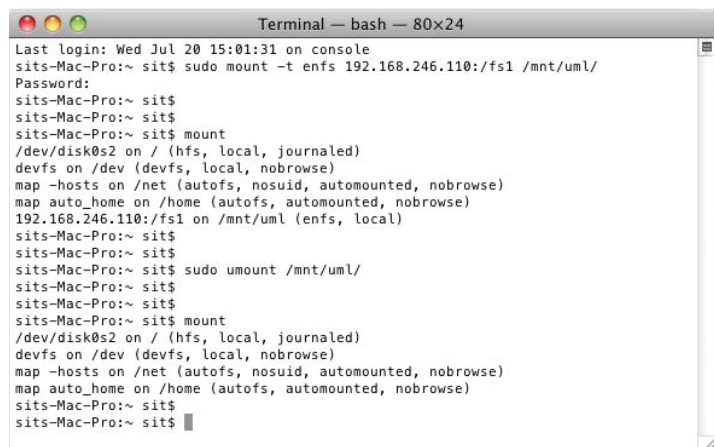 Terminal — bash — 80×24
Last login: Wed Jul 20 15:01:31 on console
sits-Mac-Pro:~ sit$ sudo mount -t enfs 192.168.246.110:/fs1 /mnt/uml/
Password:
sits-Mac-Pro:~ sit$
sits-Mac-Pro:~ sit$
sits-Mac-Pro:~ sit$ mount
/dev/disk0s2 on / (hfs, local, journaled)
devfs on /dev (devfs, local, nobrowse)
map -hosts on /net (autofs, nosuid, automounted, nobrowse)
map auto_home on /home (autofs, automounted, nobrowse)
192.168.246.110:/fs1 on /mnt/uml (enfs, local)
sits-Mac-Pro:~ sit$
sits-Mac-Pro:~ sit$
sits-Mac-Pro:~ sit$ sudo umount /mnt/uml/
sits-Mac-Pro:~ sit$
sits-Mac-Pro:~ sit$
sits-Mac-Pro:~ sit$ mount
/dev/disk0s2 on / (hfs, local, journaled)
devfs on /dev (devfs, local, nobrowse)
map -hosts on /net (autofs, nosuid, automounted, nobrowse)
map auto_home on /home (autofs, automounted, nobrowse)
sits-Mac-Pro:~ sit$
sits-Mac-Pro:~ sit$